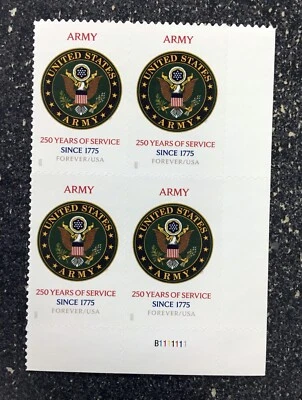 ARMY ARMY
UNITED STATES ARMY UNITED STATES ARMY
250 YEARS OF SERVICE 250 YEARS OF SERVICE
SINCE 1775 SINCE 1775
FOREVER/USA FOREVER/USA
ARMY ARMY
UNITED STATES ARMY UNITED STATES ARMY
250 YEARS OF SERVICE 250 YEARS OF SERVICE
SINCE 1775 SINCE 1775
FOREVER/USA FOREVER/USA
B1111111